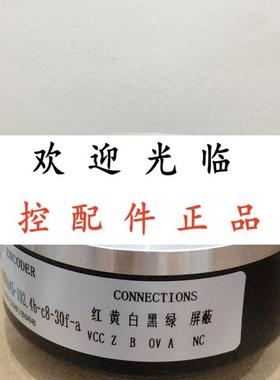 欢迎光临
控配件正品
ENCODER
CONNECTIONS
红 黄 白 黑 绿 屏蔽
VCC Z B 0V A NC